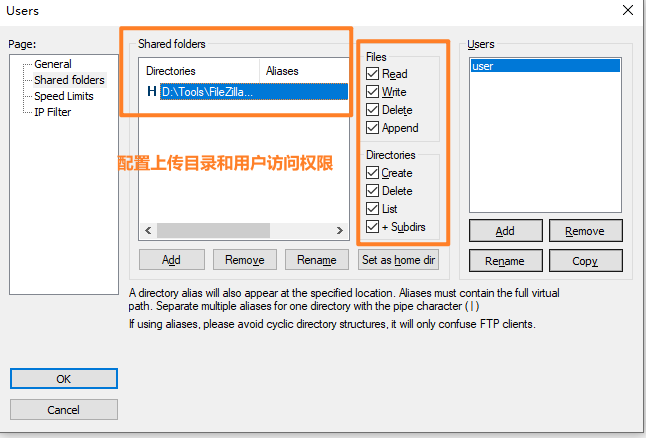 Users
Page:
General
Shared folders
Speed Limits
IP Filter
Shared folders
Directories Aliases
H D:\Tools\FileZilla...
配置上传目录和用户访问权限
Files
Read
Write
Delete
Append
Directories
Create
Delete
List
+ Subdirs
Add Remove Rename Set as home dir
Users
user
Add Remove
Rename Copy
A directory alias will also appear at the specified location. Aliases must contain the full virtual
path. Separate multiple aliases for one directory with the pipe character (|)
If using aliases, please avoid cyclic directory structures, it will only confuse FTP clients.
OK
Cancel